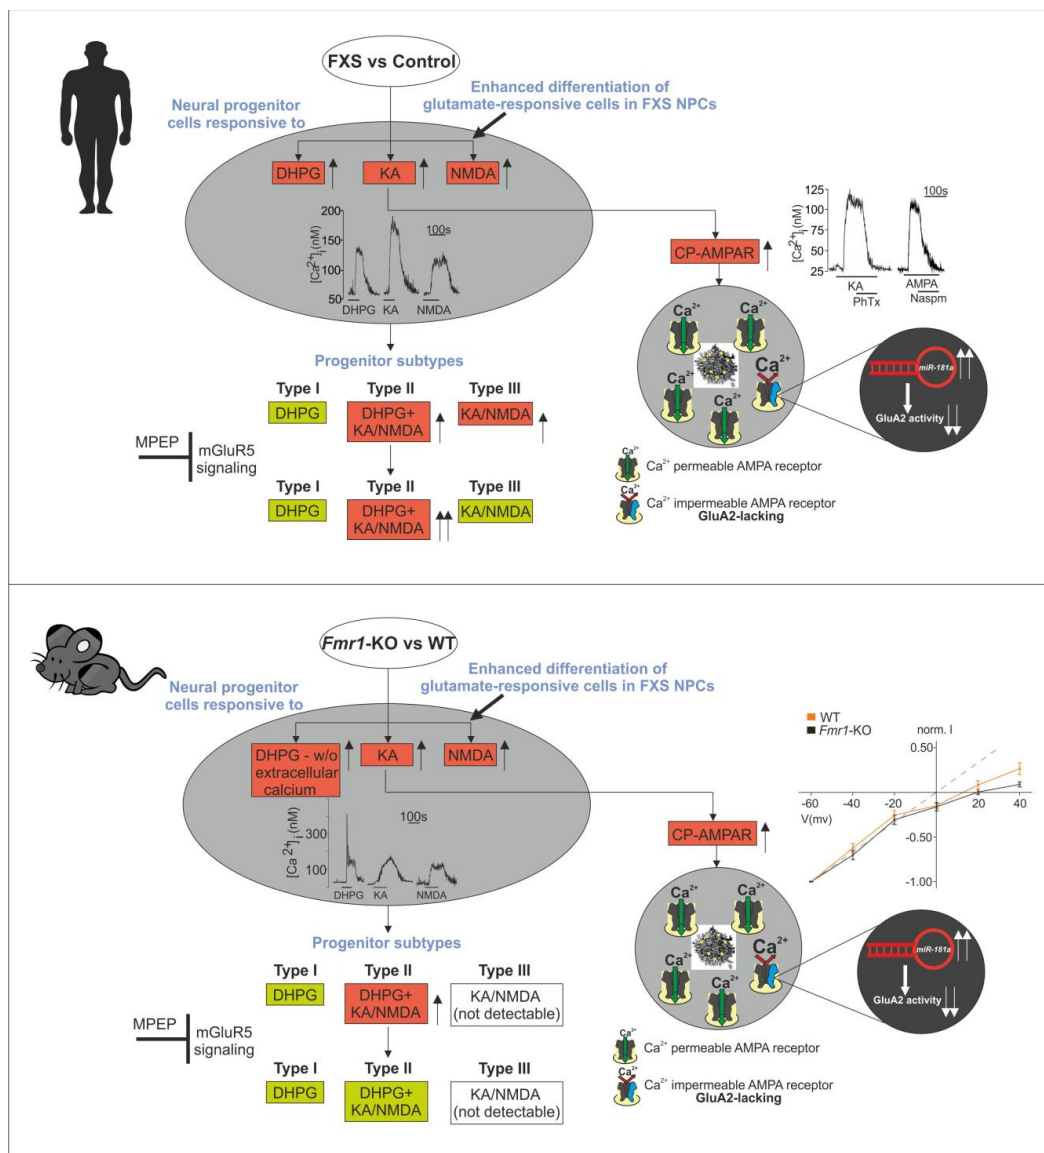 FXS vs Control
Enhanced differentiation of
glutamate-responsive cells in FXS NPCs
Neural progenitor
cells responsive to
DHPG
KA
NMDA
200
150
100
50
[Ca²⁺]ᵢ(nM)
100s
DHPG
KA
NMDA
CP-AMPAR
125
100
75
50
25
[Ca²⁺]ᵢ(nM)
100s
KA
PhTx
AMPA
Naspm
Ca²⁺
Ca²⁺
Ca²⁺
Ca²⁺
Ca²⁺
miR-181a
GluA2 activity
Progenitor subtypes
Type I
Type II
Type III
DHPG
DHPG+
KA/NMDA
KA/NMDA
MPEP
mGluR5
signaling
Type I
Type II
Type III
DHPG
DHPG+
KA/NMDA
KA/NMDA
Ca²⁺
Ca²⁺ permeable AMPA receptor
Ca²⁺
Ca²⁺ impermeable AMPA receptor
GluA2-lacking
Fmr1-KO vs WT
Enhanced differentiation of
glutamate-responsive cells in FXS NPCs
Neural progenitor
cells responsive to
DHPG - w/o
extracellular
calcium
KA
NMDA
300
100
[Ca²⁺]ᵢ(nM)
100s
DHPG
KA
NMDA
CP-AMPAR
WT
Fmr1-KO
norm. I
0.50
-60
-40
-20
0
20
40
V(mv)
-0.50
-1.00
Ca²⁺
Ca²⁺
Ca²⁺
Ca²⁺
Ca²⁺
miR-181a
GluA2 activity
Progenitor subtypes
Type I
Type II
Type III
DHPG
DHPG+
KA/NMDA
KA/NMDA
(not detectable)
MPEP
mGluR5
signaling
Type I
Type II
Type III
DHPG
DHPG+
KA/NMDA
KA/NMDA
(not detectable)
Ca²⁺
Ca²⁺ permeable AMPA receptor
Ca²⁺
Ca²⁺ impermeable AMPA receptor
GluA2-lacking